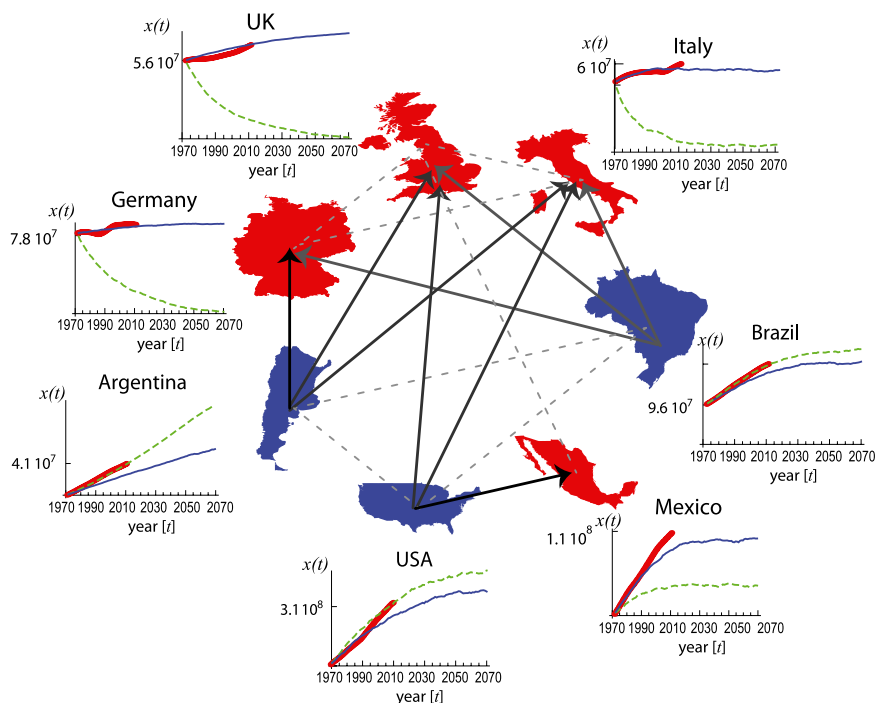 UK
x(t)
5.6 10⁷
1970 1990 2010 2030 2050 2070
year [t]
Italy
x(t)
6 10⁷
1970 1990 2010 2030 2050 2070
year [t]
Germany
x(t)
7.8 10⁷
1970 1990 2010 2030 2050 2070
year [t]
Brazil
x(t)
9.6 10⁷
1970 1990 2010 2030 2050 2070
year [t]
Argentina
x(t)
4.1 10⁷
1970 1990 2010 2030 2050 2070
year [t]
Mexico
x(t)
1.1 10⁸
1970 1990 2010 2030 2050 2070
year [t]
USA
x(t)
3.1 10⁸
1970 1990 2010 2030 2050 2070
year [t]